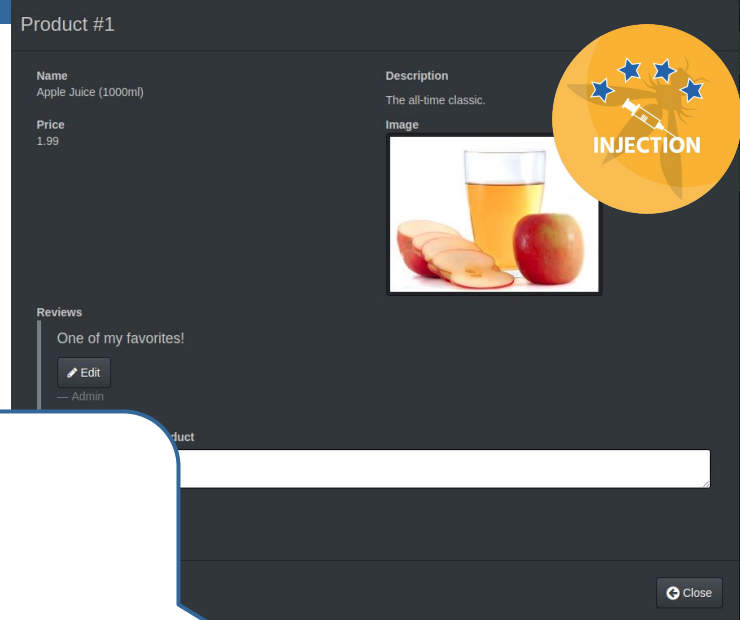 Product #1
Name
Apple Juice (1000ml)
Description
The all-time classic.
Price
1.99
Image
INJECTION
Reviews
One of my favorites!
Edit
— Admin
Close